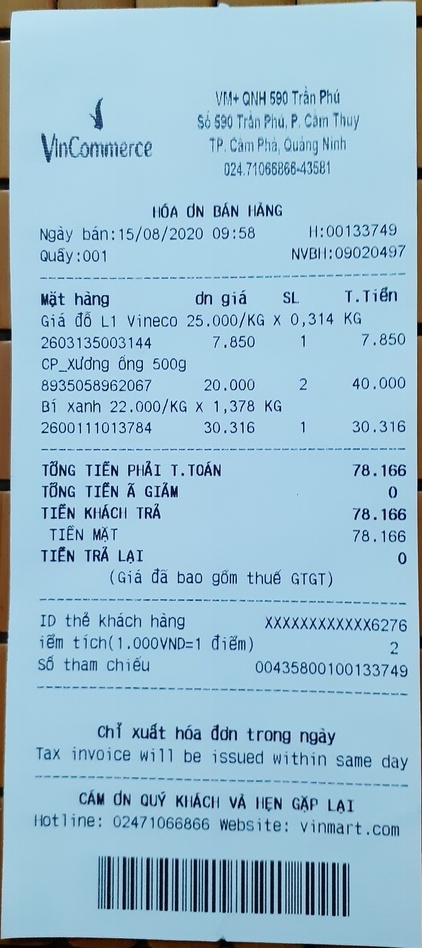 VinCommerce
VM+ QNH 590 Trần Phú
Số 590 Trần Phú, P. Cẩm Thuy
TP. Cẩm Phả, Quảng Ninh
024.71066866-43581
HÓA ƠN BÁN HÀNG
Ngày bán:15/08/2020 09:58 H:00133749
Quầy:001 NVBH:09020497
Mặt hàng ơn giá SL T.Tiền
Giá đỗ L1 Vineco 25.000/KG X 0,314 KG
2603135003144 7.850 1 7.850
CP_Xương ống 500g
8935058962067 20.000 2 40.000
Bí xanh 22.000/KG X 1,378 KG
2600111013784 30.316 1 30.316
TỔNG TIỀN PHẢI T.TOÁN 78.166
TỔNG TIỀN Ã GIẢM 0
TIỀN KHÁCH TRẢ 78.166
TIỀN MẶT 78.166
TIỀN TRẢ LẠI 0
(Giá đã bao gồm thuế GTGT)
ID thẻ khách hàng XXXXXXXXXXXX6276
iểm tích(1.000VND=1 điểm) 2
Số tham chiếu 00435800100133749
Chỉ xuất hóa đơn trong ngày
Tax invoice will be issued within same day
CẢM ƠN QUÝ KHÁCH VÀ HẸN GẶP LẠI
Hotline: 02471066866 Website: vinmart.com